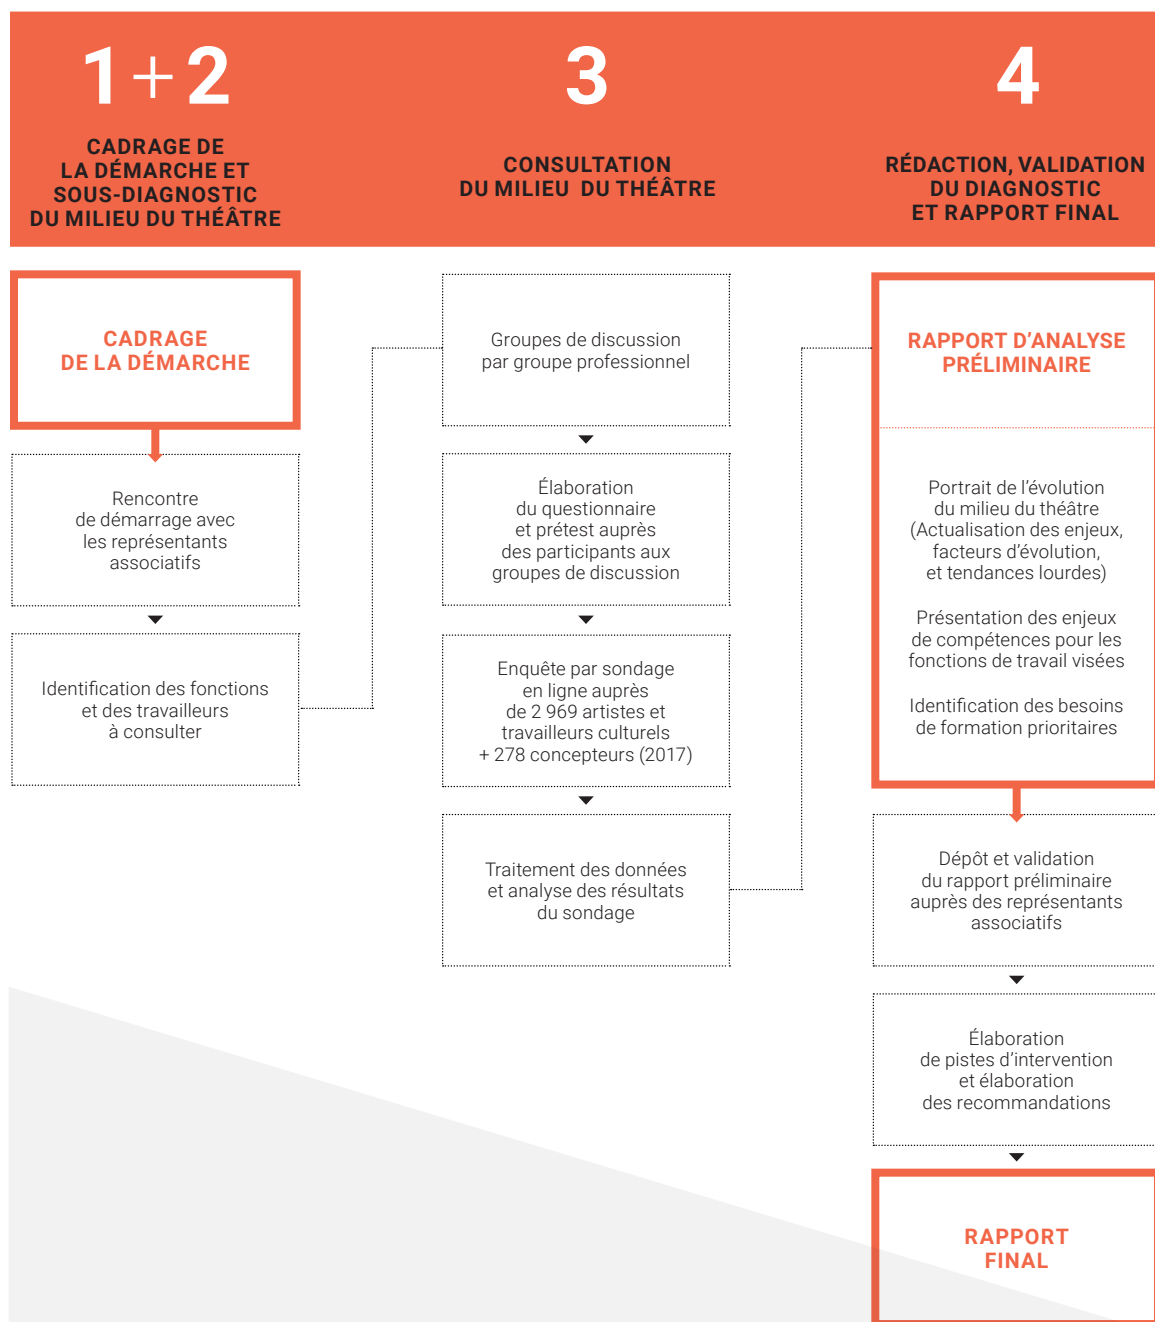 1+2
CADRAGE DE
LA DÉMARCHE ET
SOUS-DIAGNOSTIC
DU MILIEU DU THÉÂTRE
CADRAGE
DE LA DÉMARCHE
Rencontre
de démarrage avec
les représentants
associatifs
Identification des fonctions
et des travailleurs
à consulter
3
CONSULTATION
DU MILIEU DU THÉÂTRE
Groupes de discussion
par groupe professionnel
Élaboration
du questionnaire
et prétest auprès
des participants aux
groupes de discussion
Enquête par sondage
en ligne auprès
de 2 969 artistes et
travailleurs culturels
+ 278 concepteurs (2017)
Traitement des données
et analyse des résultats
du sondage
4
RÉDACTION, VALIDATION
DU DIAGNOSTIC
ET RAPPORT FINAL
RAPPORT D’ANALYSE
PRÉLIMINAIRE
Portrait de l’évolution
du milieu du théâtre
(Actualisation des enjeux,
facteurs d’évolution,
et tendances lourdes)
Présentation des enjeux
de compétences pour les
fonctions de travail visées
Identification des besoins
de formation prioritaires
Dépôt et validation
du rapport préliminaire
auprès des représentants
associatifs
Élaboration
de pistes d’intervention
et élaboration
des recommandations
RAPPORT
FINAL